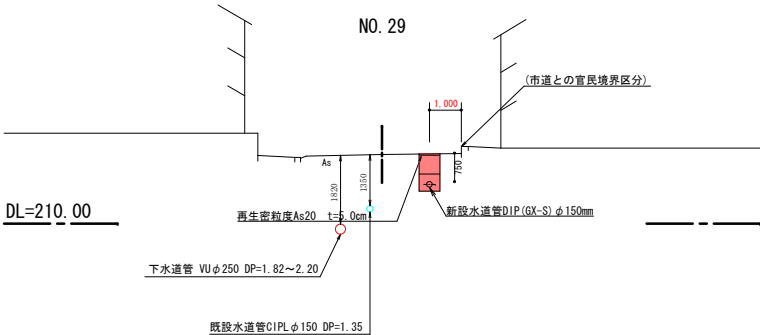 NO.29
(市道との官民境界区分)
1.000
As
1820
1350
750
DL=210.00
再生密粒度As20 t=5.0cm
新設水道管DIP(GX-S)φ150mm
下水道管 VUφ250 DP=1.82～2.20
既設水道管CIPLφ150 DP=1.35